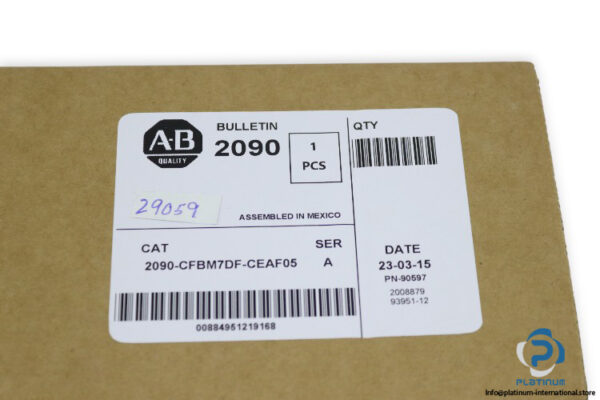 A-B
QUALITY
BULLETIN
2090
1
PCS
QTY
29059
ASSEMBLED IN MEXICO
CAT
SER
2090-CFBM7DF-CEAF05
A
00884951219168
DATE
23-03-15
PN-90597
2008879
93951-12
PLATINUM
Info@platinum-international.store